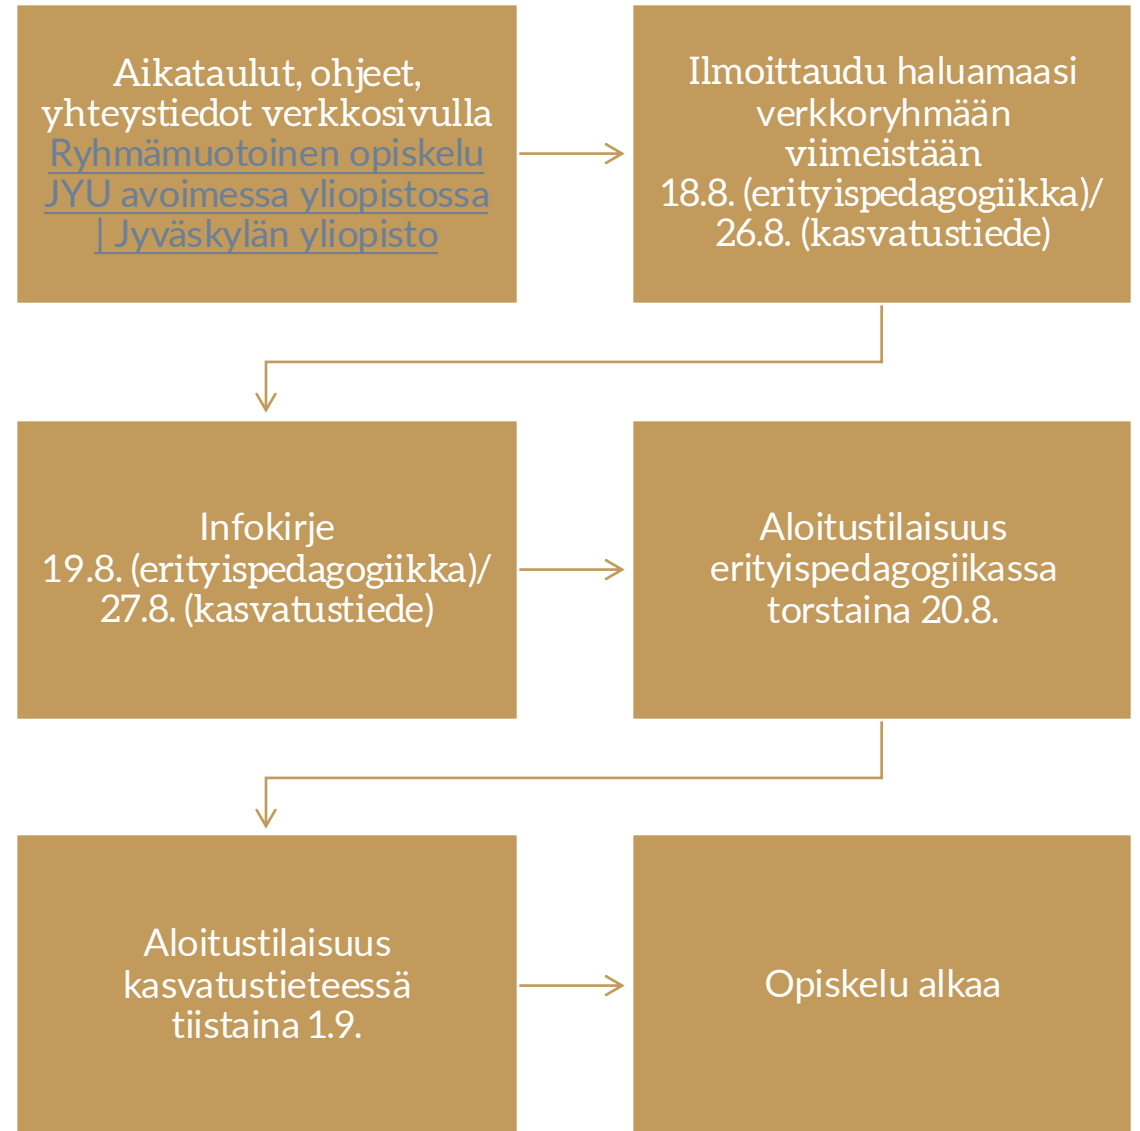 Aikataulut, ohjeet,
yhteystiedot verkkosivulla
Ryhmämuotoinen opiskelu
JYU avoimessa yliopistossa
| Jyväskylän yliopisto
Ilmoittaudu haluamaasi
verkkoryhmään
viimeistään
18.8. (erityispedagogiikka)/
26.8. (kasvatustiede)
Infokirje
19.8. (erityispedagogiikka)/
27.8. (kasvatustiede)
Aloitustilaisuus
erityispedagogiikassa
torstaina 20.8.
Aloitustilaisuus
kasvatustieteessä
tiistaina 1.9.
Opiskelu alkaa